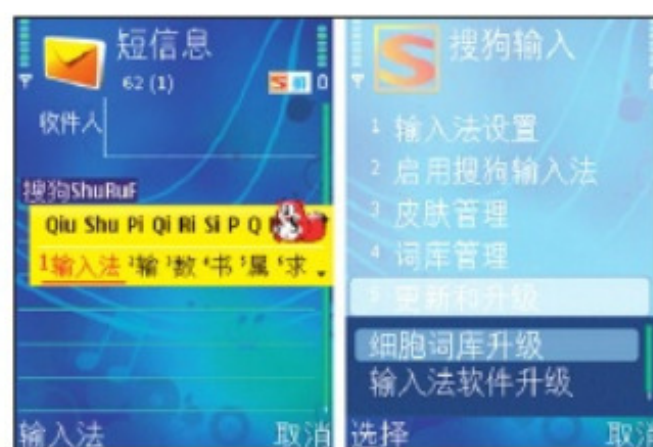 短信息
62 (1)
收件人
搜狗ShuRuF
Qiu Shu Pi Qi Ri Si P Q
1输入法 2输 3数 4书 5属 6求
输入法 取消
搜狗输入
1 输入法设置
2 启用搜狗输入法
3 皮肤管理
4 词库管理
5 更新和升级
细胞词库升级
输入法软件升级
选择 取消